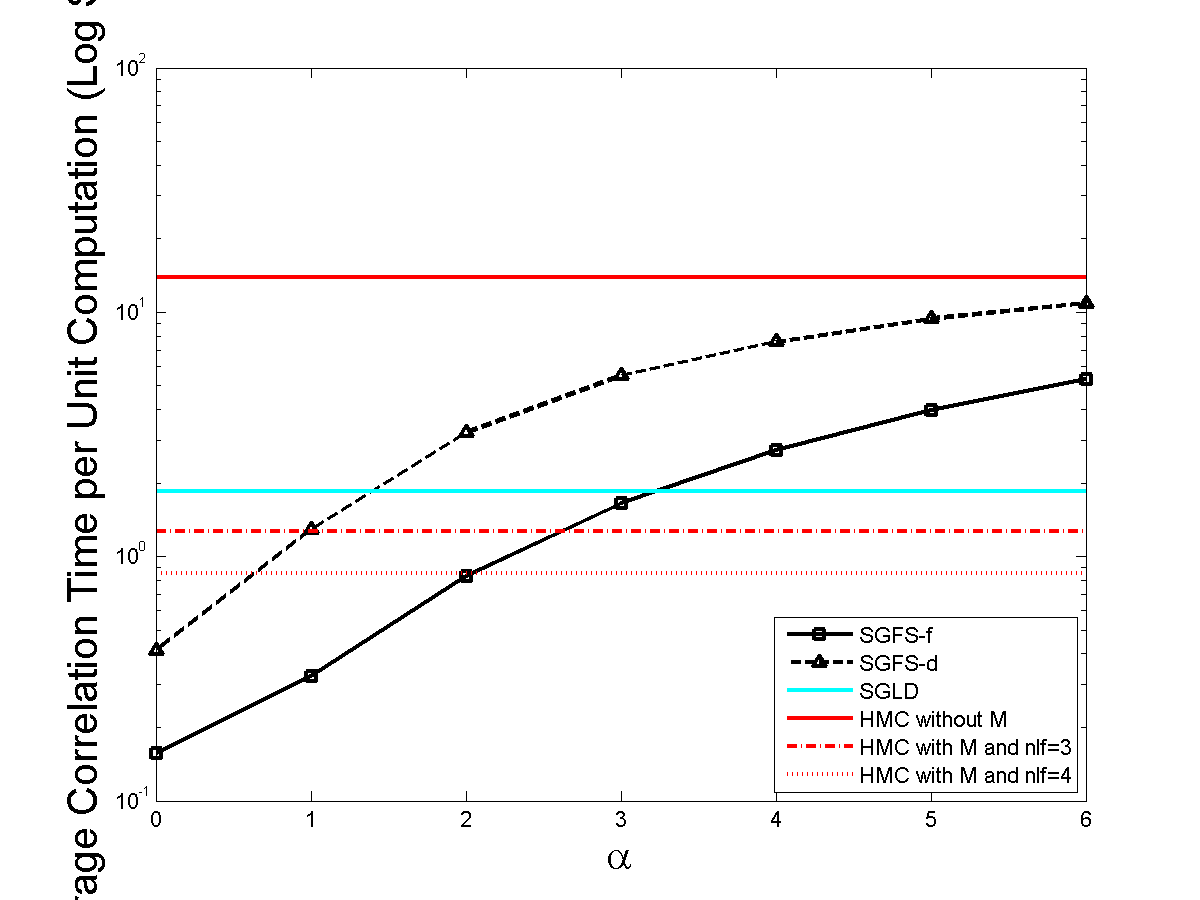 Correlation Time per Unit Computation (Log
10^2
10^1
10^0
10^-1
0 1 2 3 4 5 6
α
SGFS-f
SGFS-d
SGLD
HMC without M
HMC with M and nlf=3
HMC with M and nlf=4